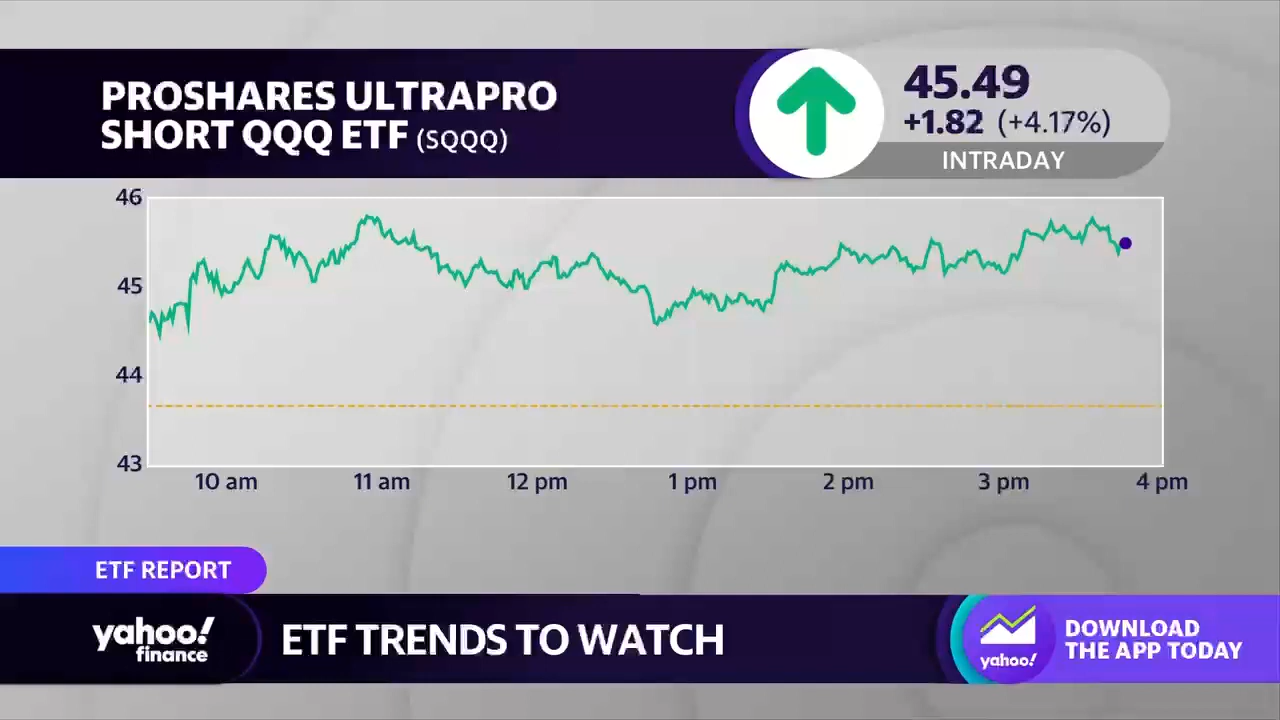 PROSHARES ULTRAPRO
SHORT QQQ ETF (SQQQ)
45.49
+1.82 (+4.17%)
INTRADAY
46
45
44
43
10 am 11 am 12 pm 1 pm 2 pm 3 pm 4 pm
ETF REPORT
yahoo!
finance
ETF TRENDS TO WATCH
yahoo!
DOWNLOAD
THE APP TODAY